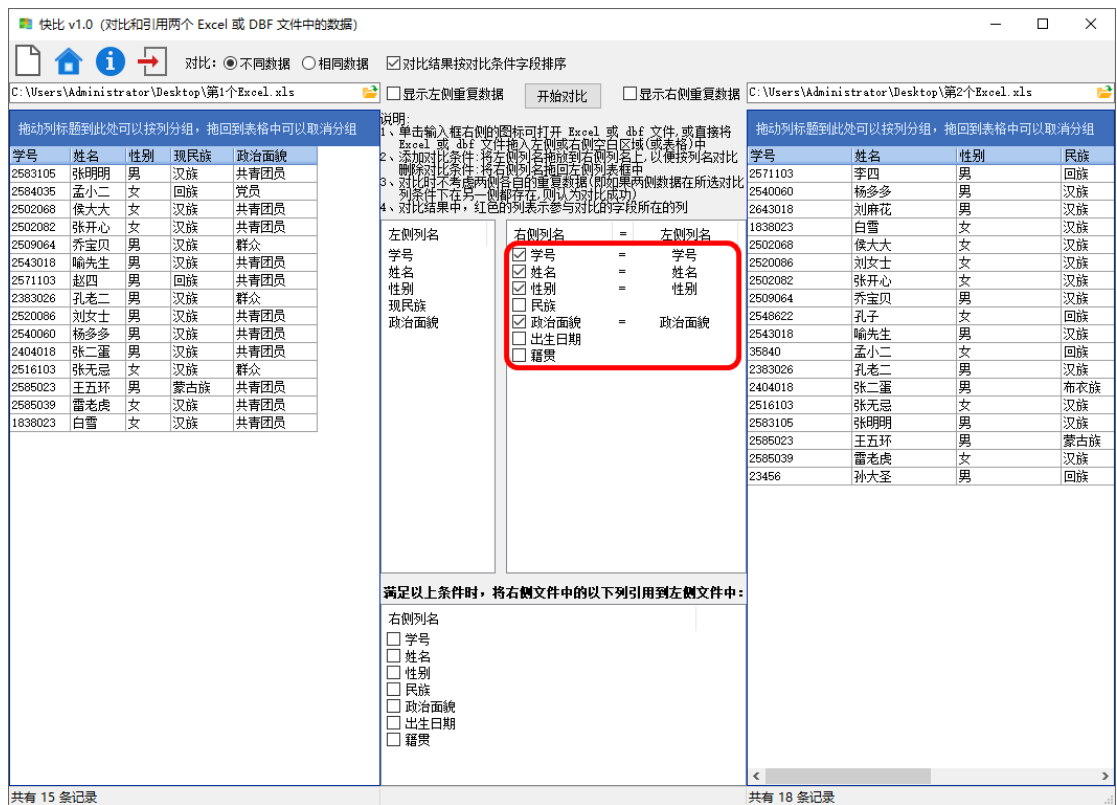 快比 v1.0 (对比和引用两个 Excel 或 DBF 文件中的数据)
对比: 不同数据 相同数据 对比结果按对比条件字段排序
C:\Users\Administrator\Desktop\第1个Excel.xls 显示左侧重复数据 开始对比 显示右侧重复数据 C:\Users\Administrator\Desktop\第2个Excel.xls
拖动列标题到此处可以按列分组，拖回到表格中可以取消分组
学号 姓名 性别 现民族 政治面貌
2583105 张明明 男 汉族 共青团员
2584035 孟小二 女 回族 党员
2502068 侯大大 女 汉族 共青团员
2502082 张开心 女 汉族 共青团员
2509064 乔宝贝 男 汉族 群众
2543018 喻先生 男 汉族 共青团员
2571103 赵四 男 回族 共青团员
2383026 孔老二 男 汉族 群众
2520086 刘女士 男 汉族 共青团员
2540060 杨多多 男 汉族 共青团员
2404018 张二蛋 男 汉族 共青团员
2516103 张无忌 女 汉族 群众
2585023 王五环 男 蒙古族 共青团员
2585039 雷老虎 女 汉族 共青团员
1838023 白雪 女 汉族 共青团员
共有 15 条记录
说明:
1、单击输入框右侧的图标可打开 Excel 或 dbf 文件,或直接将
Excel 或 dbf 文件拖入左侧或右侧空白区域(或表格)中
2、添加对比条件:将左侧列名拖放到右侧列名上,以便按列名对比
删除对比条件:将右侧列名拖回左侧列表框中
3、对比时不考虑两侧各自的重复数据(即如果两侧数据在所选对比
列条件下在另一侧都存在,则认为对比成功)
4、对比结果中，红色的列表示参与对比的字段所在的列
左侧列名
学号
姓名
性别
现民族
政治面貌
右侧列名 = 左侧列名
学号 = 学号
姓名 = 姓名
性别 = 性别
民族
政治面貌 = 政治面貌
出生日期
籍贯
满足以上条件时，将右侧文件中的以下列引用到左侧文件中:
右侧列名
学号
姓名
性别
民族
政治面貌
出生日期
籍贯
拖动列标题到此处可以按列分组，拖回到表格中可以取消分组
学号 姓名 性别 民族
2571103 李四 男 回族
2540060 杨多多 男 汉族
2643018 刘麻花 男 汉族
1838023 白雪 女 汉族
2502068 侯大大 女 汉族
2520086 刘女士 女 汉族
2502082 张开心 女 汉族
2509064 乔宝贝 男 汉族
2548622 孔子 女 回族
2543018 喻先生 男 汉族
35840 孟小二 女 回族
2383026 孔老二 男 汉族
2404018 张二蛋 男 布衣族
2516103 张无忌 女 汉族
2583105 张明明 男 汉族
2585023 王五环 男 蒙古族
2585039 雷老虎 女 汉族
23456 孙大圣 男 回族
共有 18 条记录